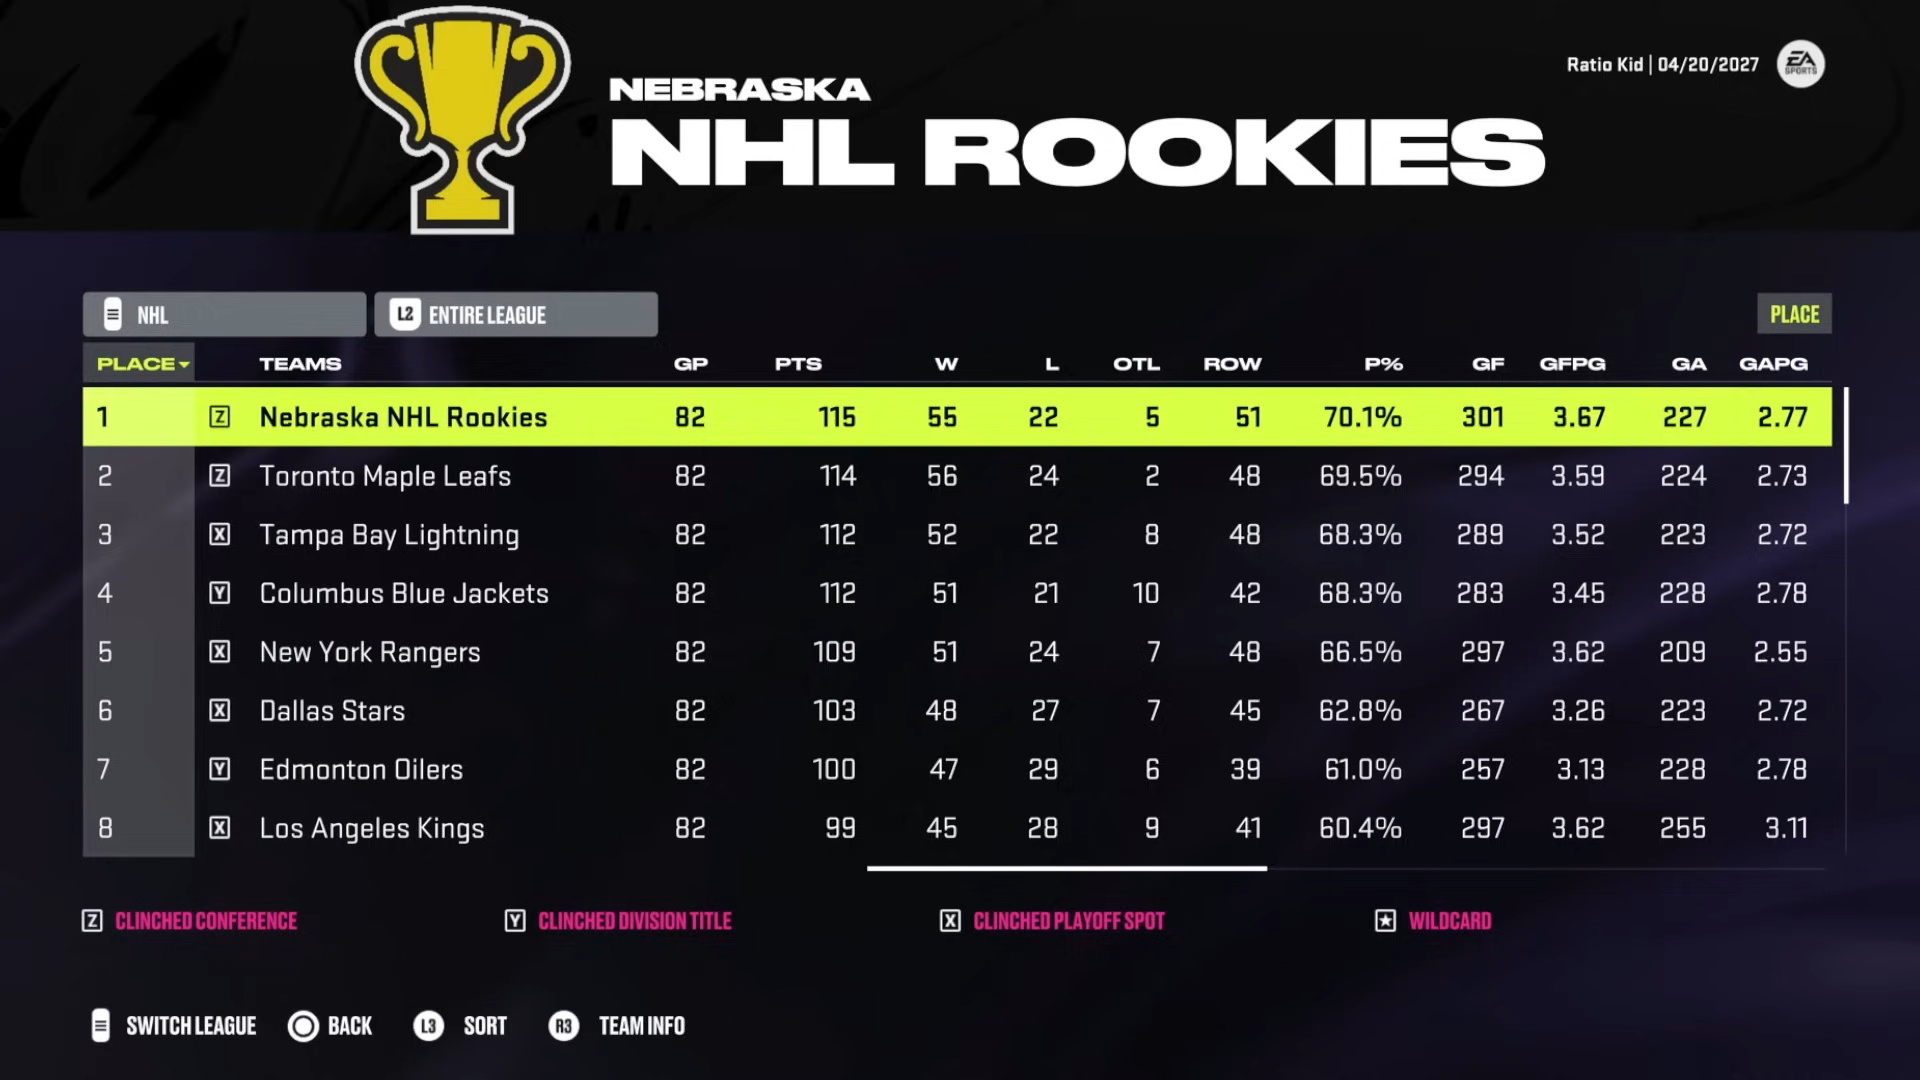 Ratio Kid | 04/20/2027
EA SPORTS
NEBRASKA
NHL ROOKIES
NHL
L2 ENTIRE LEAGUE
PLACE
PLACE TEAMS GP PTS W L OTL ROW P% GF GFPG GA GAPG
1 Z Nebraska NHL Rookies 82 115 55 22 5 51 70.1% 301 3.67 227 2.77
2 Z Toronto Maple Leafs 82 114 56 24 2 48 69.5% 294 3.59 224 2.73
3 X Tampa Bay Lightning 82 112 52 22 8 48 68.3% 289 3.52 223 2.72
4 Y Columbus Blue Jackets 82 112 51 21 10 42 68.3% 283 3.45 228 2.78
5 X New York Rangers 82 109 51 24 7 48 66.5% 297 3.62 209 2.55
6 X Dallas Stars 82 103 48 27 7 45 62.8% 267 3.26 223 2.72
7 Y Edmonton Oilers 82 100 47 29 6 39 61.0% 257 3.13 228 2.78
8 X Los Angeles Kings 82 99 45 28 9 41 60.4% 297 3.62 255 3.11
Z CLINCHED CONFERENCE Y CLINCHED DIVISION TITLE X CLINCHED PLAYOFF SPOT ★ WILDCARD
SWITCH LEAGUE BACK L3 SORT R3 TEAM INFO